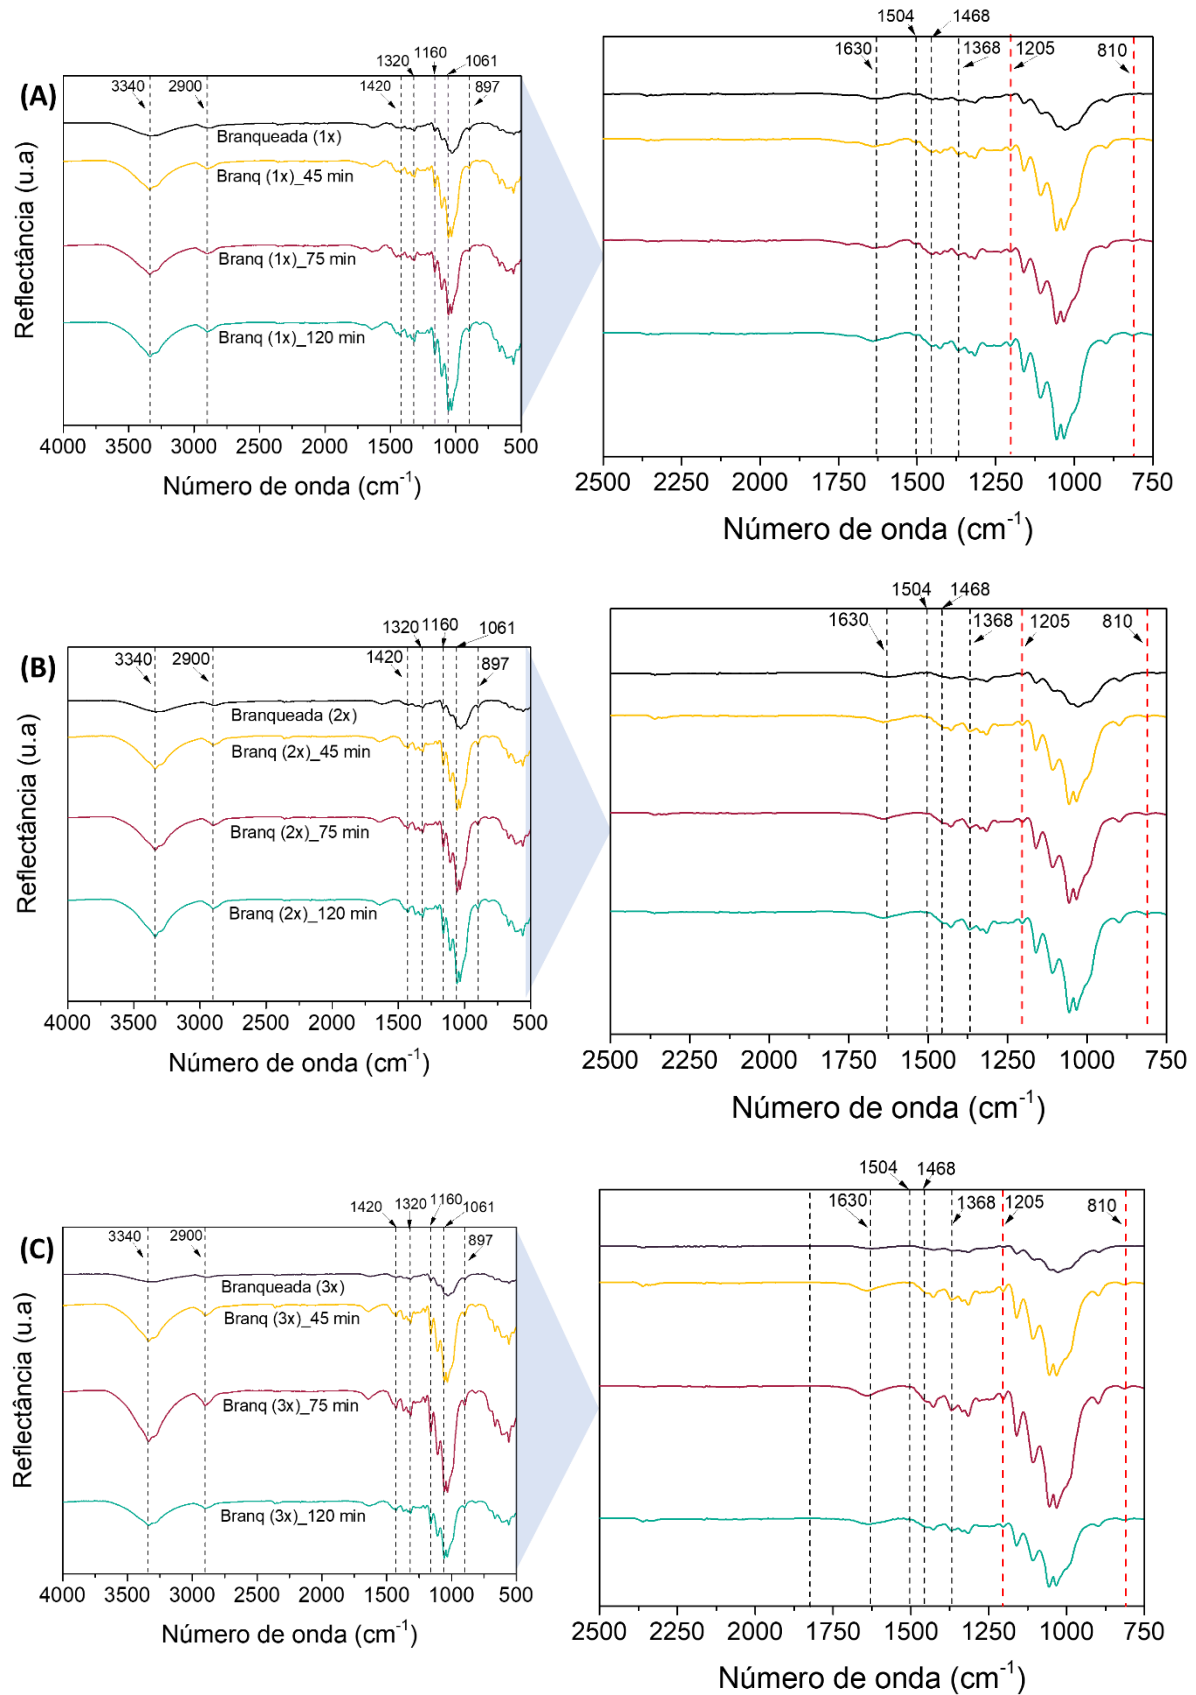 (A)
Reflectância (u.a)
3340
2900
1420
1320
1160
1061
897
Branqueada (1x)
Branq (1x)_45 min
Branq (1x)_75 min
Branq (1x)_120 min
4000 3500 3000 2500 2000 1500 1000 500
Número de onda (cm-1)
1504
1468
1630
1368
1205
810
2500 2250 2000 1750 1500 1250 1000 750
Número de onda (cm-1)
(B)
Reflectância (u.a)
3340
2900
1420
1320
1160
1061
897
Branqueada (2x)
Branq (2x)_45 min
Branq (2x)_75 min
Branq (2x)_120 min
4000 3500 3000 2500 2000 1500 1000 500
Número de onda (cm-1)
1504
1468
1630
1368
1205
810
2500 2250 2000 1750 1500 1250 1000 750
Número de onda (cm-1)
(C)
Reflectância (u.a)
3340
2900
1420
1320
1160
1061
897
Branqueada (3x)
Branq (3x)_45 min
Branq (3x)_75 min
Branq (3x)_120 min
4000 3500 3000 2500 2000 1500 1000 500
Número de onda (cm-1)
1504
1468
1630
1368
1205
810
2500 2250 2000 1750 1500 1250 1000 750
Número de onda (cm-1)